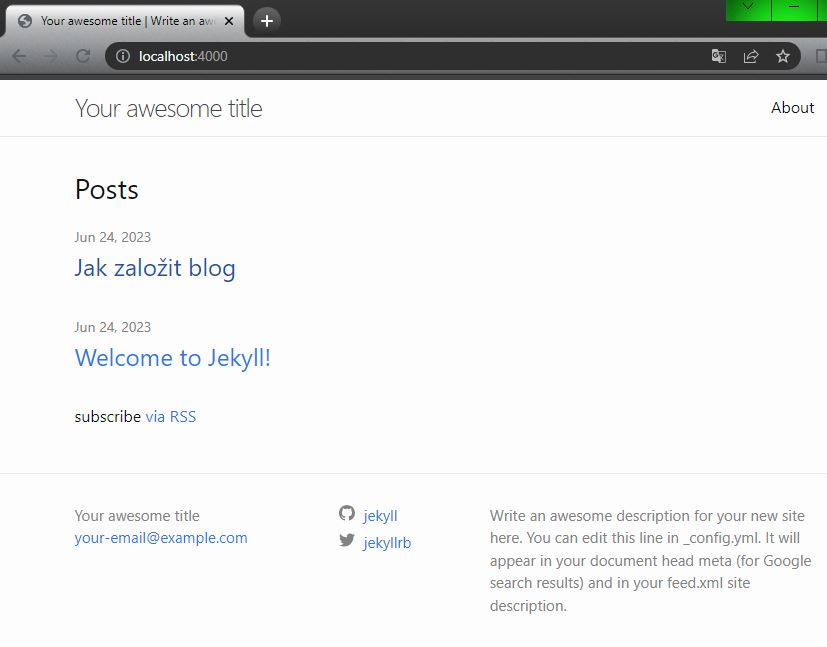 Your awesome title | Write an aw
localhost:4000
Your awesome title
About
Posts
Jun 24, 2023
Jak založit blog
Jun 24, 2023
Welcome to Jekyll!
subscribe via RSS
Your awesome title
your-email@example.com
jekyll
jekyllrb
Write an awesome description for your new site
here. You can edit this line in _config.yml. It will
appear in your document head meta (for Google
search results) and in your feed.xml site
description.